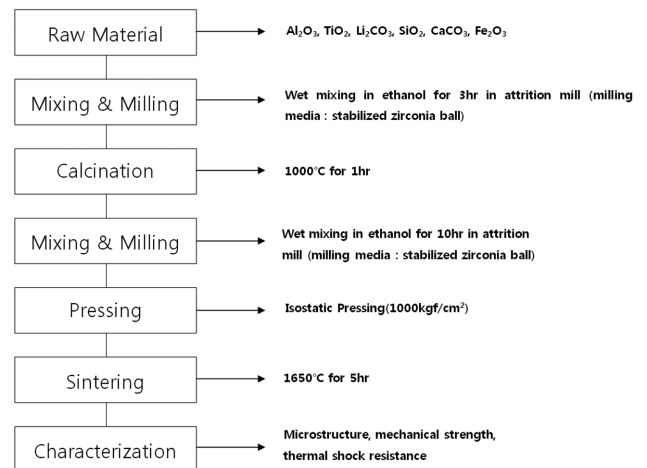 Raw Material
Al₂O₃, TiO₂, Li₂CO₃, SiO₂, CaCO₃, Fe₂O₃
Mixing & Milling
Wet mixing in ethanol for 3hr in attrition mill (milling
media : stabilized zirconia ball)
Calcination
1000°C for 1hr
Mixing & Milling
Wet mixing in ethanol for 10hr in attrition
mill (milling media : stabilized zirconia ball)
Pressing
Isostatic Pressing(1000kgf/cm²)
Sintering
1650°C for 5hr
Characterization
Microstructure, mechanical strength,
thermal shock resistance